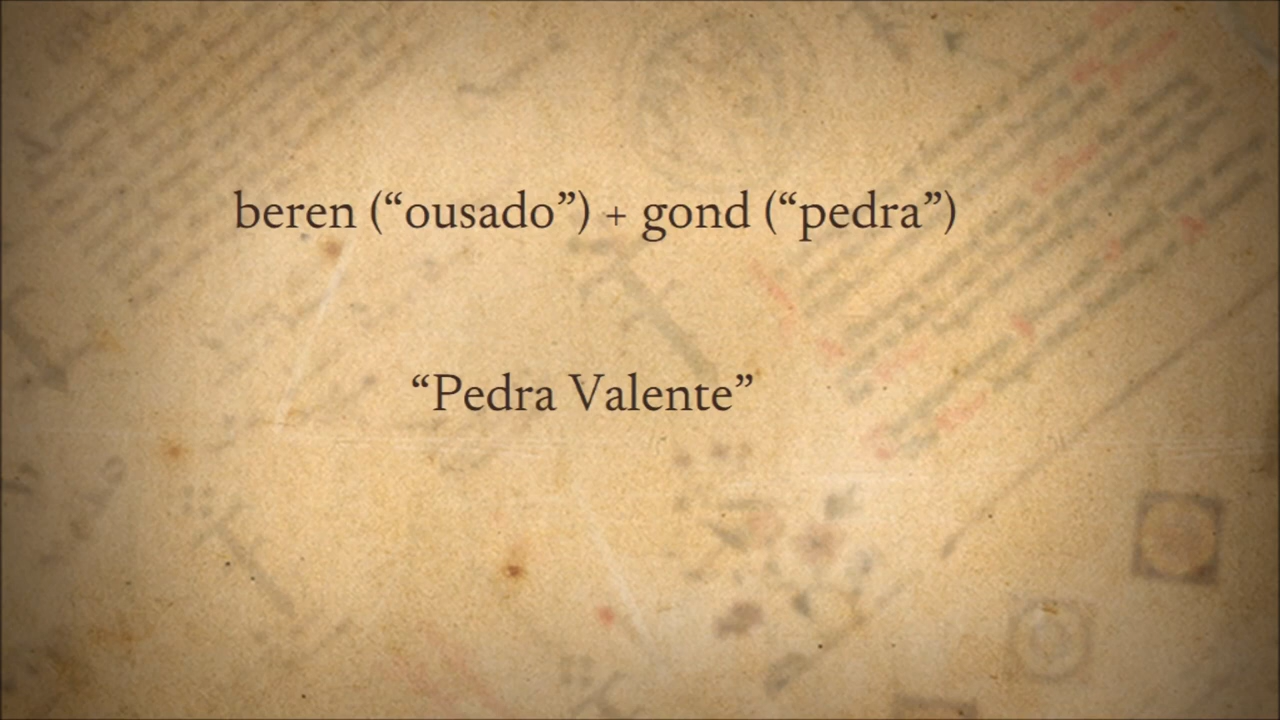 beren (“ousado”) + gond (“pedra”)
“Pedra Valente”